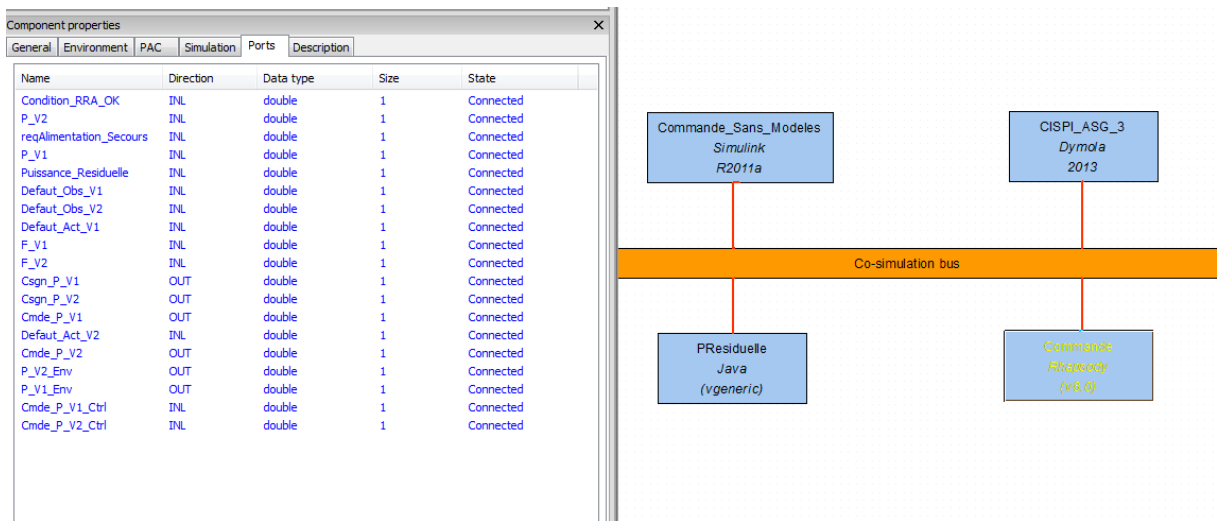 Component properties X
General Environment PAC Simulation Ports Description
Name Direction Data type Size State
Condition_RRA_OK INL double 1 Connected
P_V2 INL double 1 Connected
reqAlimentation_Secours INL double 1 Connected
P_V1 INL double 1 Connected
Puissance_Residuelle INL double 1 Connected
Defaut_Obs_V1 INL double 1 Connected
Defaut_Obs_V2 INL double 1 Connected
Defaut_Act_V1 INL double 1 Connected
F_V1 INL double 1 Connected
F_V2 INL double 1 Connected
Csgn_P_V1 OUT double 1 Connected
Csgn_P_V2 OUT double 1 Connected
Cmde_P_V1 OUT double 1 Connected
Defaut_Act_V2 INL double 1 Connected
Cmde_P_V2 OUT double 1 Connected
P_V2_Env OUT double 1 Connected
P_V1_Env OUT double 1 Connected
Cmde_P_V1_Ctrl INL double 1 Connected
Cmde_P_V2_Ctrl INL double 1 Connected
Commande_Sans_Modeles
Simulink
R2011a
CISPI_ASG_3
Dymola
2013
Co-simulation bus
PResiduelle
Java
(vgeneric)
Commande
Rhapsody
(v8.0)